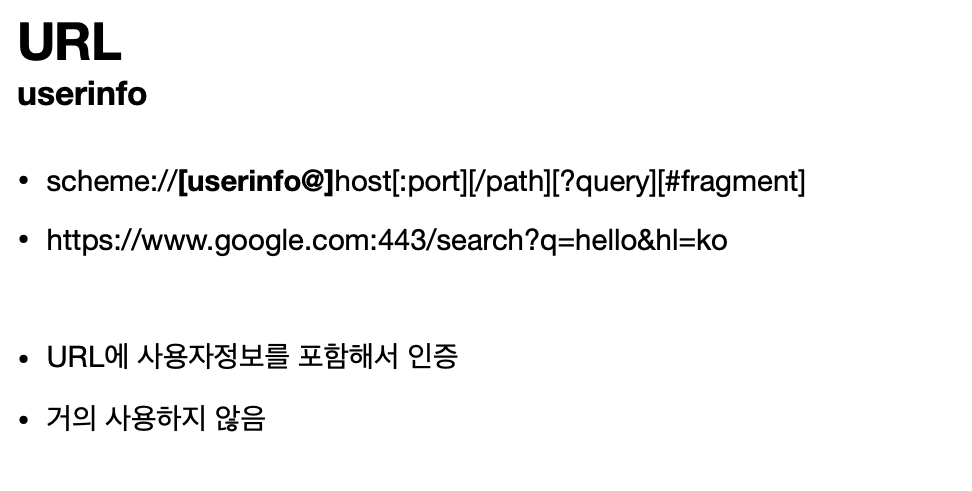 URL
userinfo
• scheme://[userinfo@]host[:port][/path][?query][#fragment]
• https://www.google.com:443/search?q=hello&hl=ko
• URL에 사용자정보를 포함해서 인증
• 거의 사용하지 않음